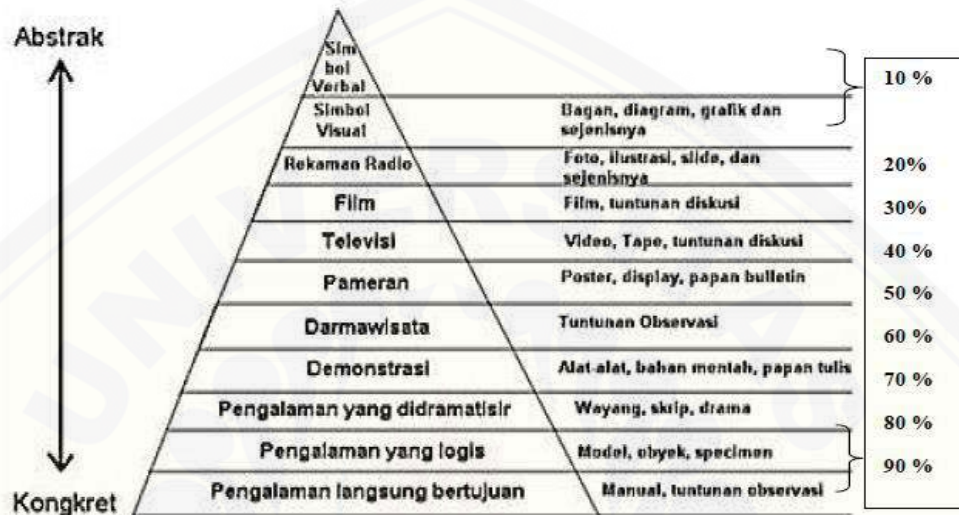 Abstrak
Sim
bol
Verbal
10 %
Simbol
Visual
Bagan, diagram, grafik dan
sejenisnya
Rekaman Radio
Foto, ilustrasi, slide, dan
sejenisnya
20%
Film
Film, tuntunan diskusi
30%
Televisi
Video, Tape, tuntunan diskusi
40 %
Pameran
Poster, display, papan bulletin
50 %
Darmawisata
Tuntunan Observasi
60 %
Demonstrasi
Alat-alat, bahan mentah, papan tulis
70 %
Pengalaman yang didramatisir
Wayang, skrip, drama
80 %
Pengalaman yang logis
Model, obyek, specimen
90 %
Kongkret
Pengalaman langsung bertujuan
Manual, tuntunan observasi